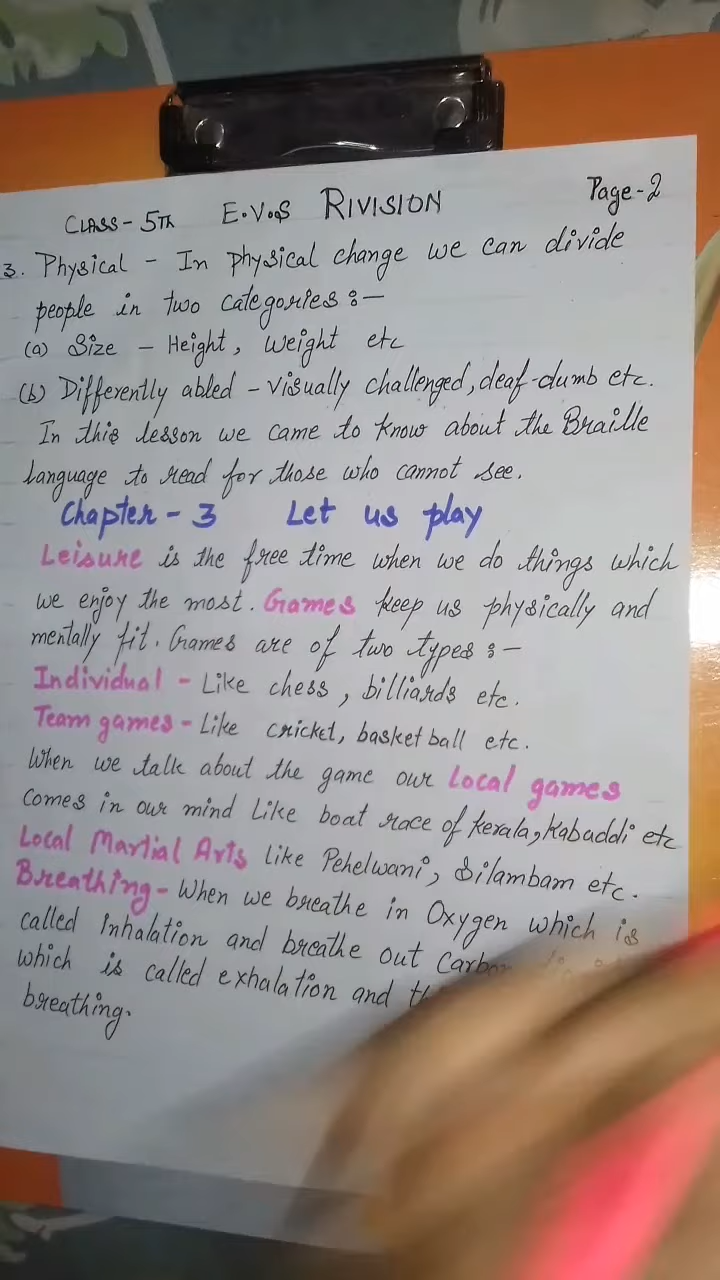 CLASS - 5TH E.V.S RIVISION Page-2
3. Physical - In physical change we can divide
people in two categories :-
(a) Size - Height, Weight etc
(b) Differently abled - visually challenged, deaf-dumb etc.
In this lesson we came to know about the Braille
language to read for those who cannot see.
Chapter - 3 Let us play
Leisure is the free time when we do things which
we enjoy the most. Games keep us physically and
mentally fit. Games are of two types :-
Individual - Like chess, billiards etc.
Team games - Like cricket, basket ball etc.
When we talk about the game our Local games
comes in our mind like boat race of Kerala, Kabaddi etc
Local Martial Arts like Pehelwani, Silambam etc.
Breathing - When we breathe in Oxygen which is
called Inhalation and breathe out Carbon
which is called exhalation and
breathing.